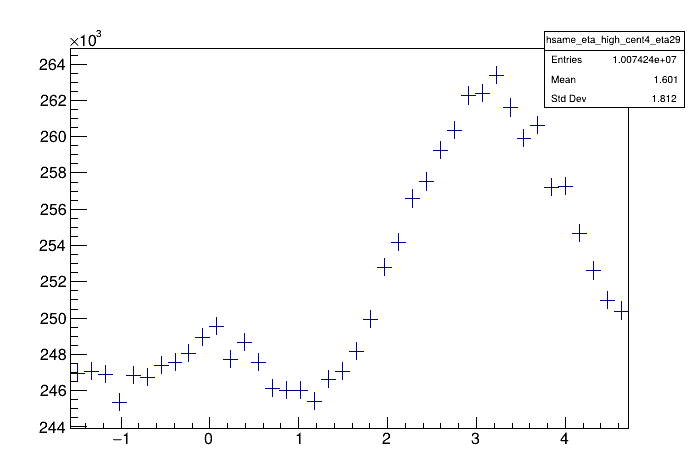 ×10³
hsame_eta_high_cent4_eta29
Entries 1.007424e+07
Mean 1.601
Std Dev 1.812
264
262
260
258
256
254
252
250
248
246
244
−1 0 1 2 3 4